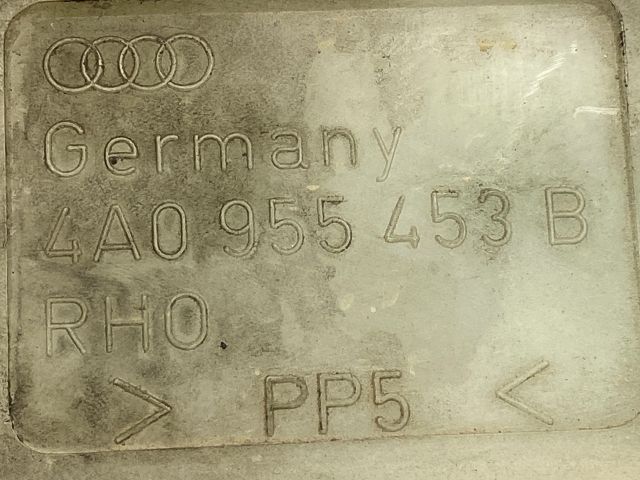 Germany
4A0 955 453 B
RHO
> PP5 <